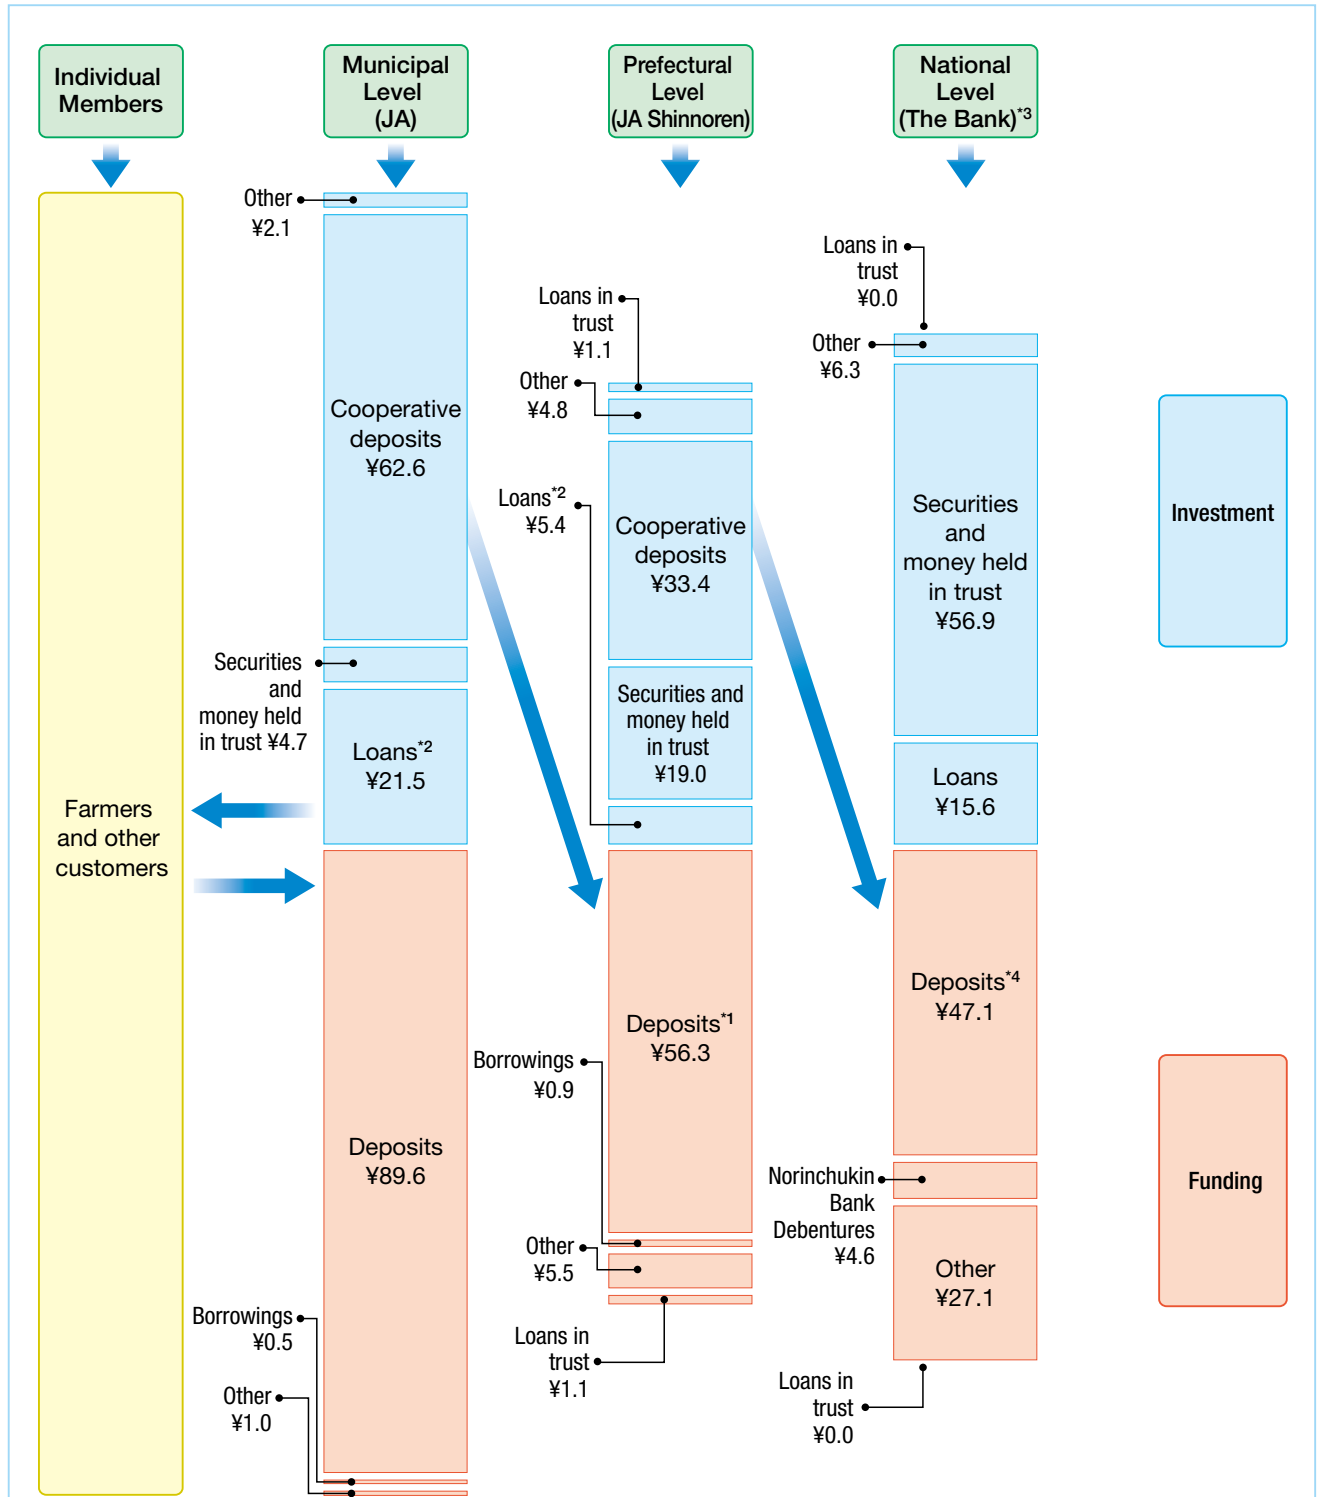 Individual
Members
Municipal
Level
(JA)
Prefectural
Level
(JA Shinnoren)
National
Level
(The Bank)*3
Farmers
and other
customers
Other
¥2.1
Cooperative
deposits
¥62.6
Securities
and
money held
in trust ¥4.7
Loans*2
¥21.5
Deposits
¥89.6
Borrowings
¥0.5
Other
¥1.0
Loans in
trust
¥1.1
Other
¥4.8
Loans*2
¥5.4
Cooperative
deposits
¥33.4
Securities and
money held
in trust
¥19.0
Deposits*1
¥56.3
Borrowings
¥0.9
Other
¥5.5
Loans in
trust
¥1.1
Loans in
trust
¥0.0
Other
¥6.3
Securities
and
money held
in trust
¥56.9
Loans
¥15.6
Deposits*4
¥47.1
Norinchukin
Bank
Debentures
¥4.6
Other
¥27.1
Loans in
trust
¥0.0
Investment
Funding